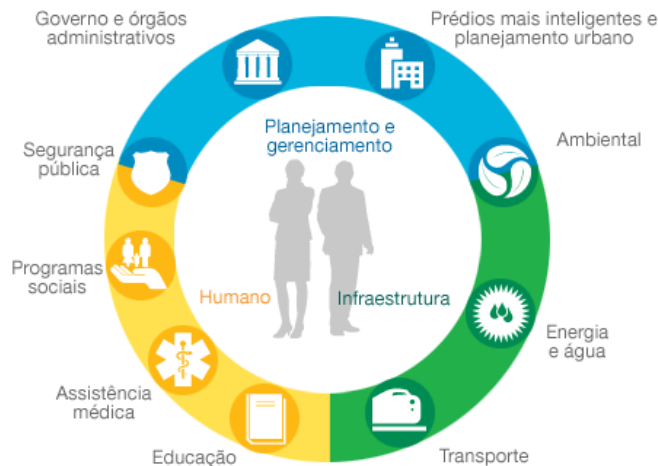 Governo e órgãos
administrativos
Prédios mais inteligentes e
planejamento urbano
Planejamento e
gerenciamento
Segurança
pública
Ambiental
Programas
sociais
Humano
Infraestrutura
Energia
e água
Assistência
médica
Educação
Transporte